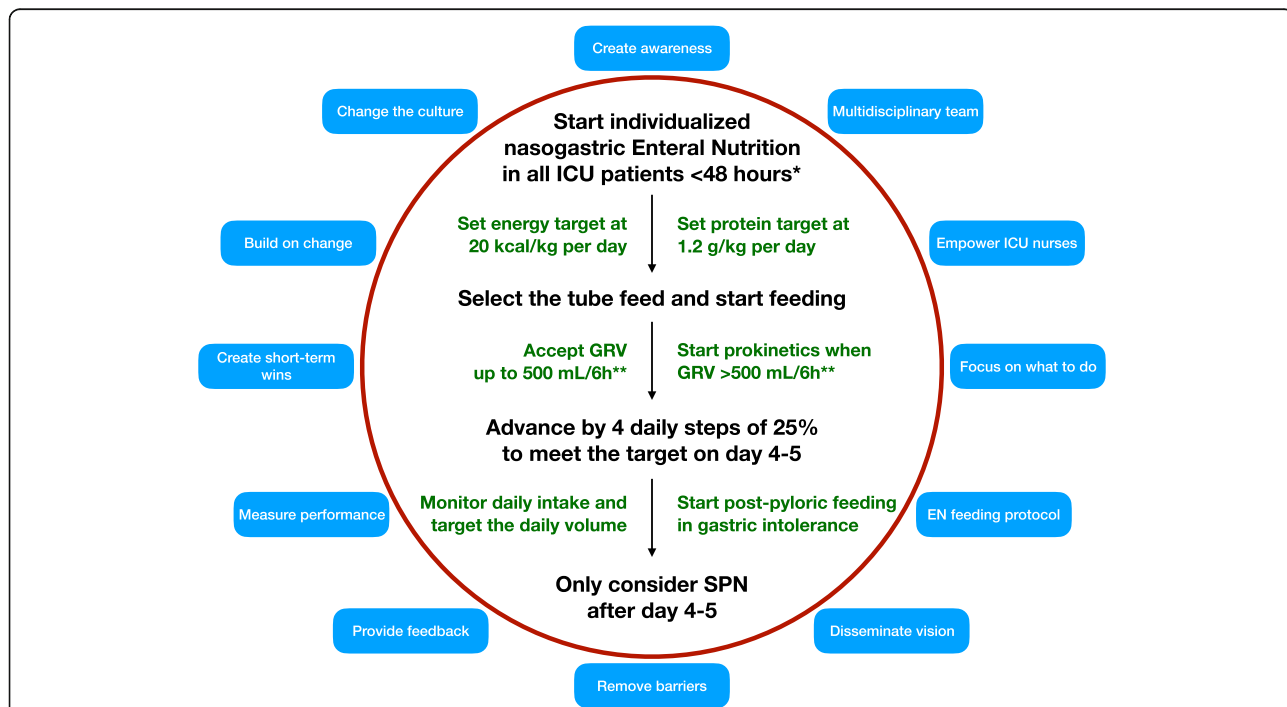 Create awareness
Change the culture
Multidisciplinary team
Start individualized
nasogastric Enteral Nutrition
in all ICU patients <48 hours*
Set energy target at
20 kcal/kg per day
Set protein target at
1.2 g/kg per day
Build on change
Empower ICU nurses
Select the tube feed and start feeding
Accept GRV
up to 500 mL/6h**
Start prokinetics when
GRV >500 mL/6h**
Create short-term
wins
Focus on what to do
Advance by 4 daily steps of 25%
to meet the target on day 4-5
Monitor daily intake and
target the daily volume
Start post-pyloric feeding
in gastric intolerance
Measure performance
EN feeding protocol
Only consider SPN
after day 4-5
Provide feedback
Disseminate vision
Remove barriers